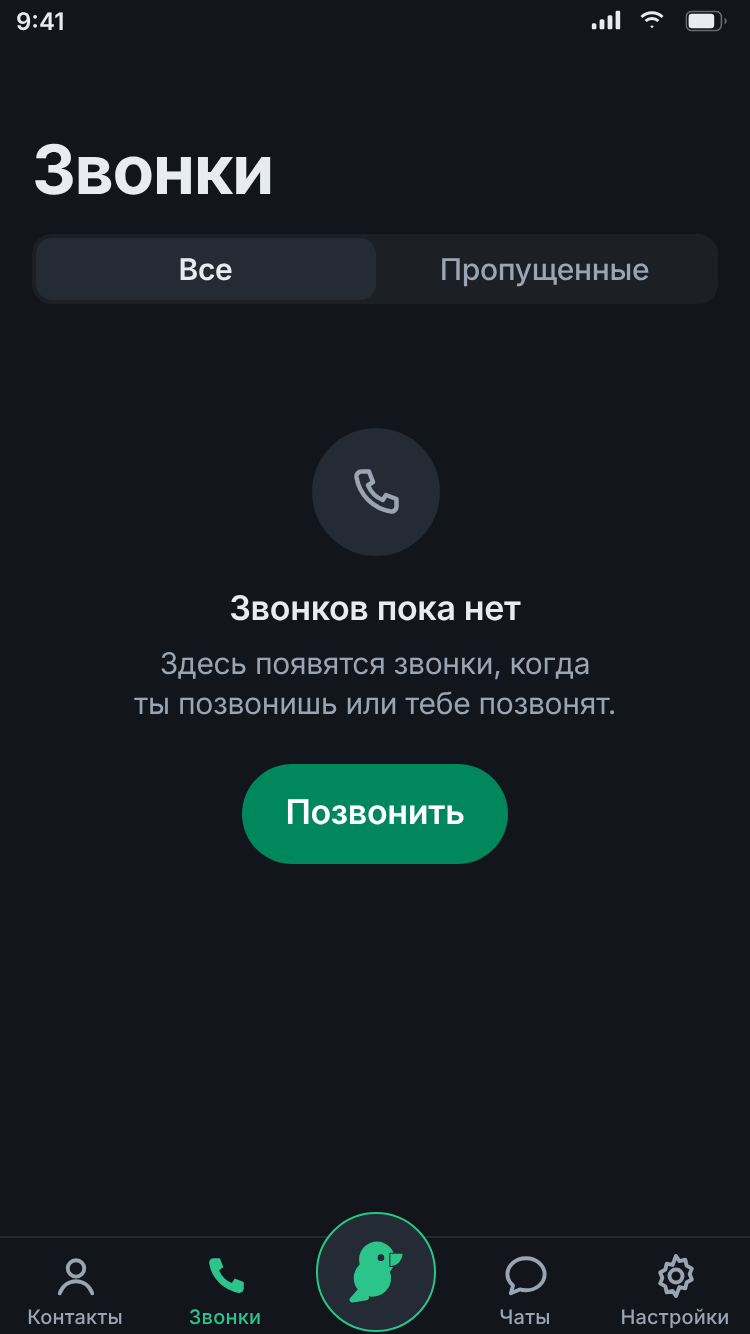 9:41
Звонки
Все
Пропущенные
Звонков пока нет
Здесь появятся звонки, когда
ты позвонишь или тебе позвонят.
Позвонить
Контакты
Звонки
Чаты
Настройки